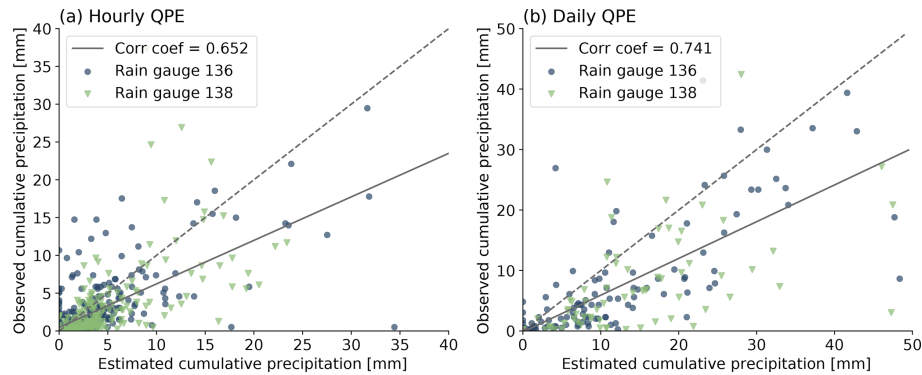 (a) Hourly QPE
Observed cumulative precipitation [mm]
40
35
30
25
20
15
10
5
0
Corr coef = 0.652
Rain gauge 136
Rain gauge 138
0 5 10 15 20 25 30 35 40
Estimated cumulative precipitation [mm]
(b) Daily QPE
Observed cumulative precipitation [mm]
50
40
30
20
10
0
Corr coef = 0.741
Rain gauge 136
Rain gauge 138
0 10 20 30 40 50
Estimated cumulative precipitation [mm]